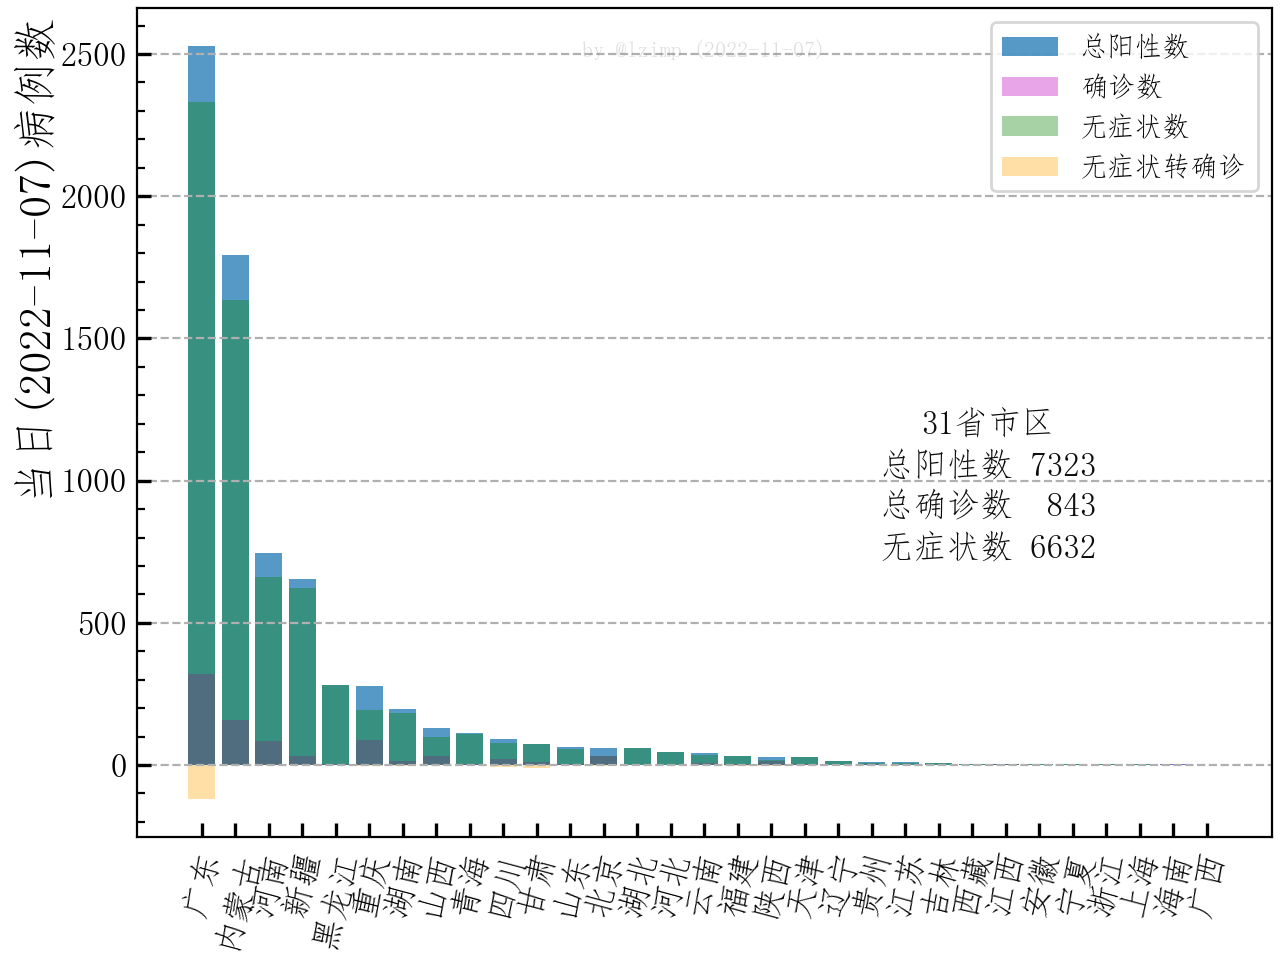 当日(2022-11-07)病例数
2500
2000
1500
1000
500
0
by @lzimp (2022-11-07)
总阳性数
确诊数
无症状数
无症状转确诊
31省市区
总阳性数 7323
总确诊数 843
无症状数 6632
广东
内蒙古
河南
新疆
黑龙江
重庆
湖南
山西
青海
四川
甘肃
山东
北京
湖北
河北
云南
福建
陕西
天津
辽宁
贵州
江苏
吉林
西藏
江西
安徽
宁夏
浙江
上海
海南
广西